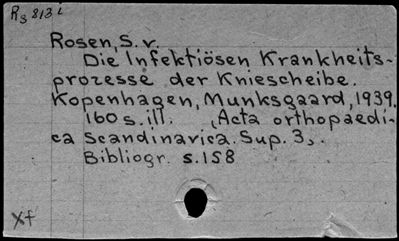 R3 813 i
Rosen, S. v.
Die Infektiösen Krankheits-
prozesse der Kniescheibe.
Kopenhagen, Munksgaard, 1939.
160 s. ill. (Acta orthopaedi-
ca Scandinavica. Sup. 3).
Bibliogr. s. 158
Xf